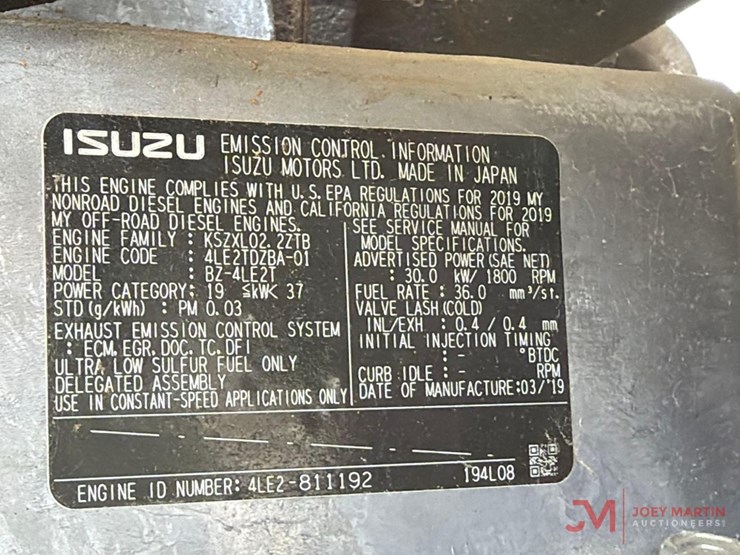 ISUZU EMISSION CONTROL INFORMATION
ISUZU MOTORS LTD. MADE IN JAPAN
THIS ENGINE COMPLIES WITH U.S. EPA REGULATIONS FOR 2019 MY
NONROAD DIESEL ENGINES AND CALIFORNIA REGULATIONS FOR 2019
MY OFF-ROAD DIESEL ENGINES.
ENGINE FAMILY : KSZXL02.2ZTB
ENGINE CODE : 4LE2TDZBA-01
MODEL : BZ-4LE2T
POWER CATEGORY: 19 ≦kW< 37
STD (g/kWh) : PM 0.03
EXHAUST EMISSION CONTROL SYSTEM
: ECM, EGR, DOC, TC, DFI
ULTRA LOW SULFUR FUEL ONLY
DELEGATED ASSEMBLY
USE IN CONSTANT-SPEED APPLICATIONS ONLY
SEE SERVICE MANUAL FOR
MODEL SPECIFICATIONS.
ADVERTISED POWER (SAE NET)
: 30.0 kW/ 1800 RPM
FUEL RATE : 36.0 mm³/st.
VALVE LASH (COLD)
INL/EXH : 0.4 / 0.4 mm
INITIAL INJECTION TIMING
: - °BTDC
CURB IDLE : - RPM
DATE OF MANUFACTURE:03/'19
ENGINE ID NUMBER: 4LE2-811192
194L08
JM JOEY MARTIN
AUCTIONEERS